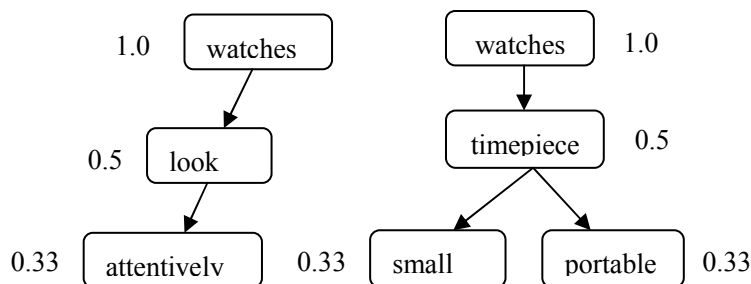 1.0 watches watches 1.0
0.5 look timepiece 0.5
0.33 attentively 0.33 small portable 0.33